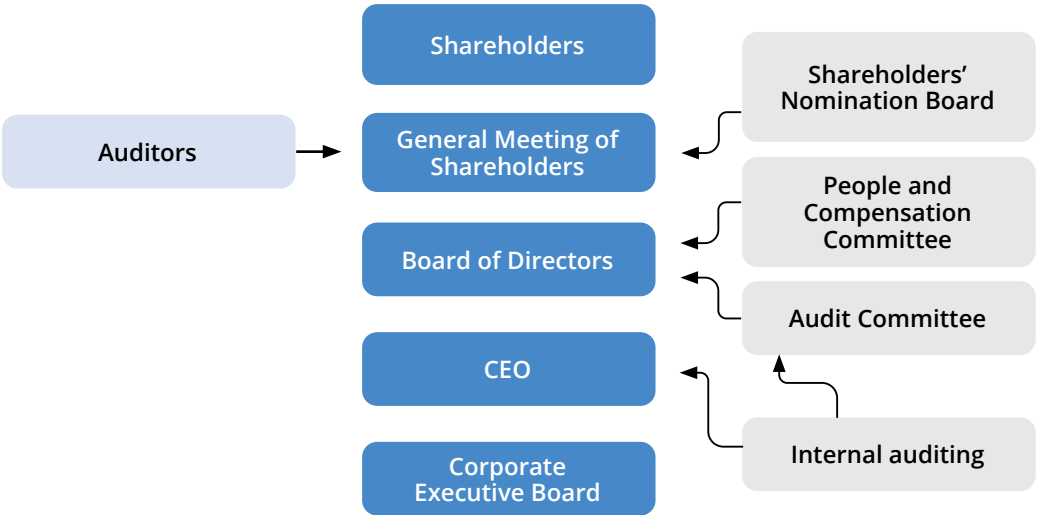 Shareholders
Shareholders’
Nomination Board
Auditors
General Meeting of
Shareholders
People and
Compensation
Committee
Board of Directors
Audit Committee
CEO
Internal auditing
Corporate
Executive Board